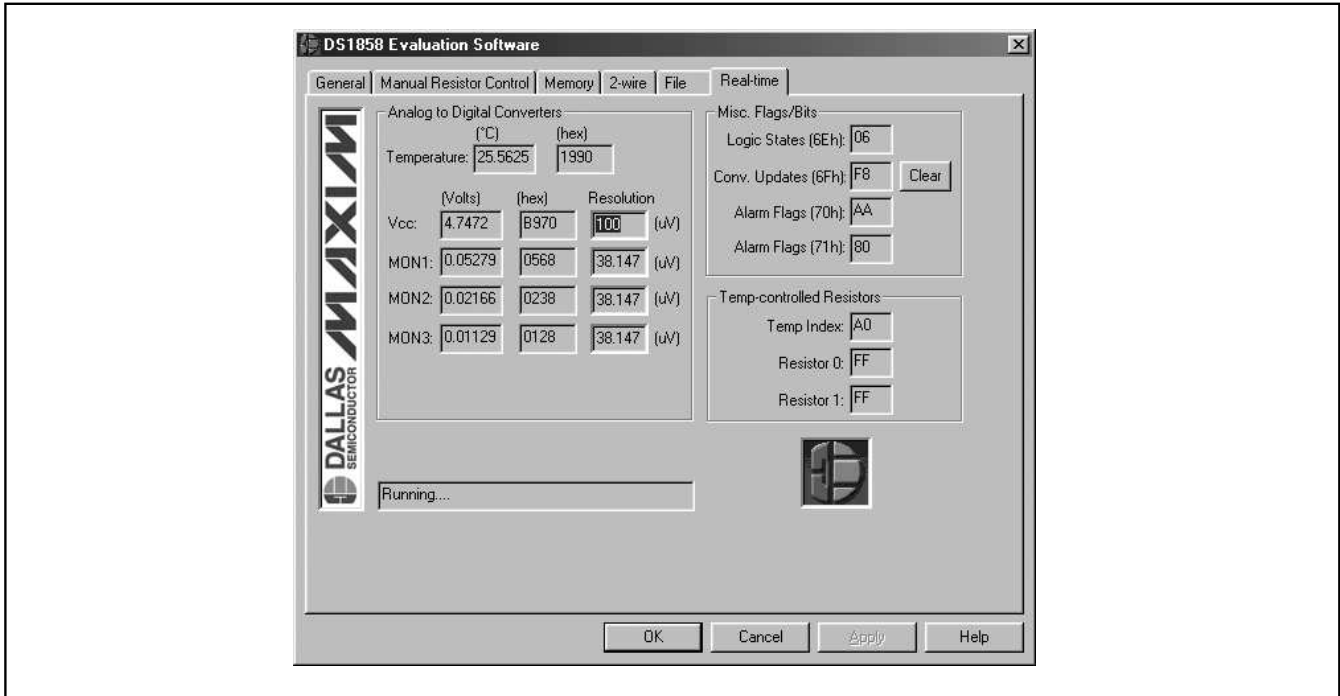 DS1858 Evaluation Software
General Manual Resistor Control Memory 2-wire File Real-time
DALLAS SEMICONDUCTOR MAXIM
Analog to Digital Converters
(°C) (hex)
Temperature: 25.5625 1990
(Volts) (hex) Resolution
Vcc: 4.7472 B970 100 (uV)
MON1: 0.05279 0568 38.147 (uV)
MON2: 0.02166 0238 38.147 (uV)
MON3: 0.01129 0128 38.147 (uV)
Misc. Flags/Bits
Logic States (6Eh): 06
Conv. Updates (6Fh): F8 Clear
Alarm Flags (70h): AA
Alarm Flags (71h): 80
Temp-controlled Resistors
Temp Index: A0
Resistor 0: FF
Resistor 1: FF
Running....
OK Cancel Apply Help